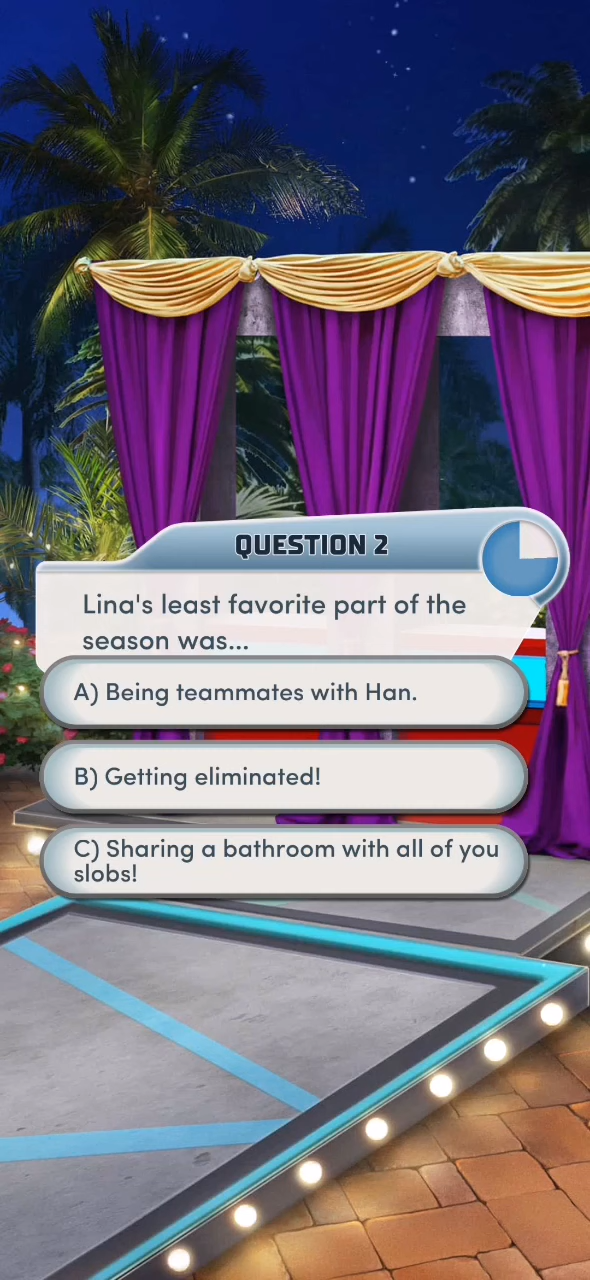 QUESTION 2
Lina's least favorite part of the
season was...
A) Being teammates with Han.
B) Getting eliminated!
C) Sharing a bathroom with all of you
slobs!